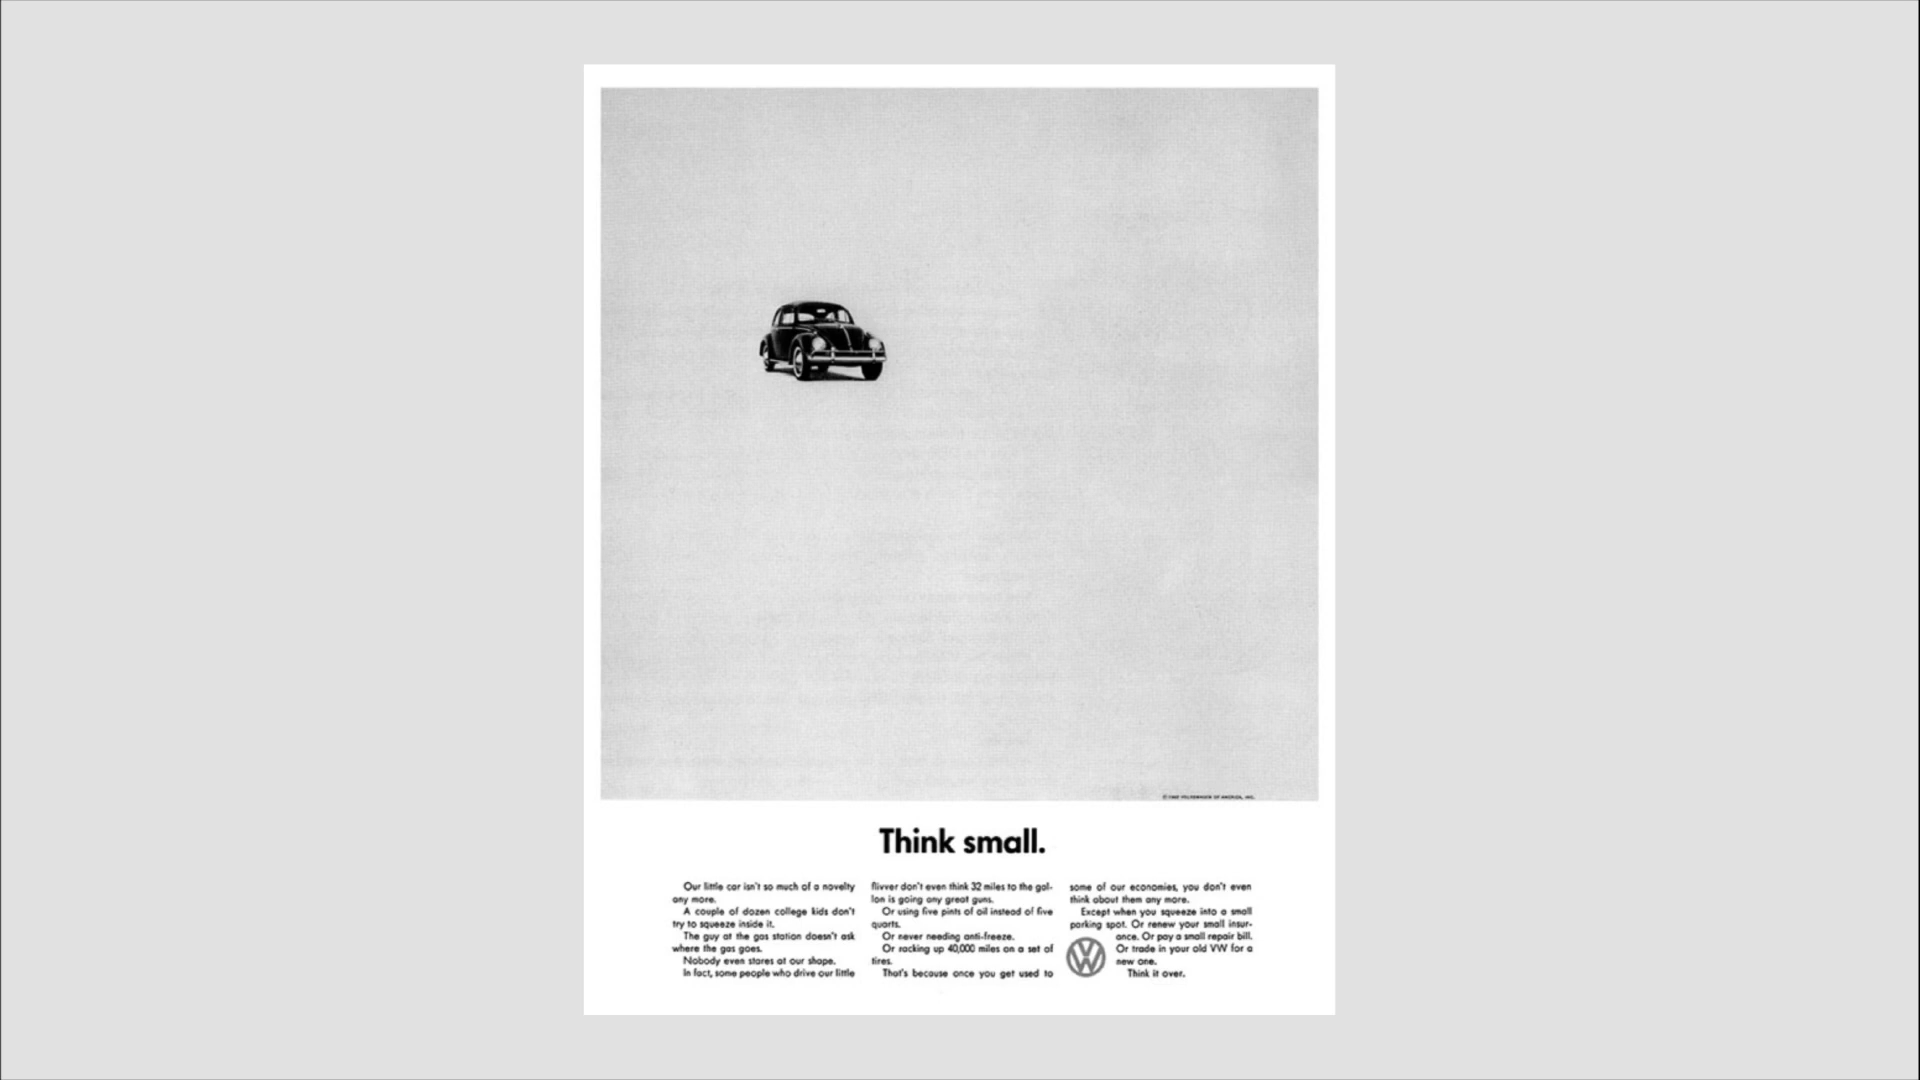 © 1960 VOLKSWAGEN OF AMERICA, INC.
Think small.
Our little car isn't so much of a novelty
any more.
A couple of dozen college kids don't
try to squeeze inside it.
The guy at the gas station doesn't ask
where the gas goes.
Nobody even stares at our shape.
In fact, some people who drive our little
flivver don't even think 32 miles to the gal-
lon is going any great guns.
Or using five pints of oil instead of five
quarts.
Or never needing anti-freeze.
Or racking up 40,000 miles on a set of
tires.
That's because once you get used to
some of our economies, you don't even
think about them any more.
Except when you squeeze into a small
parking spot. Or renew your small insur-
ance. Or pay a small repair bill.
Or trade in your old VW for a
new one.
Think it over.
VW